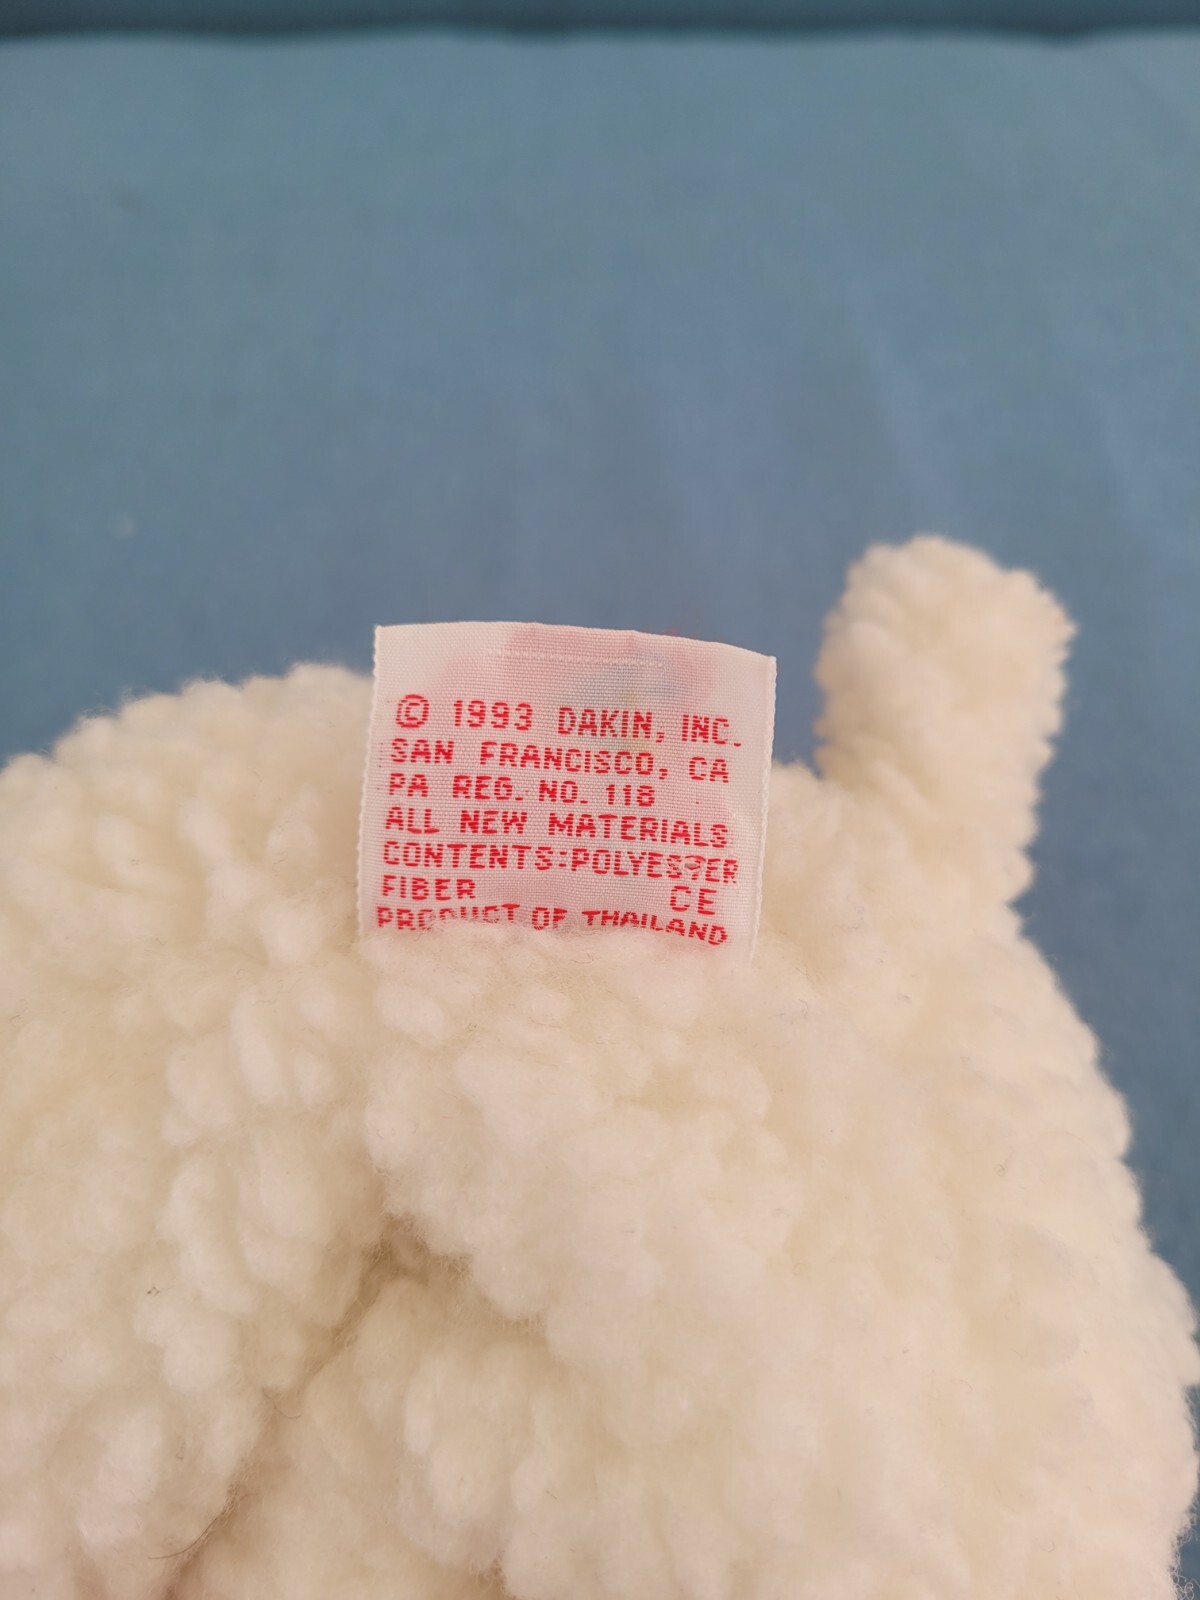 © 1993 DAKIN, INC.
SAN FRANCISCO, CA
PA REG. NO. 118
ALL NEW MATERIALS
CONTENTS:POLYESTER
FIBER CE
PRODUCT OF THAILAND